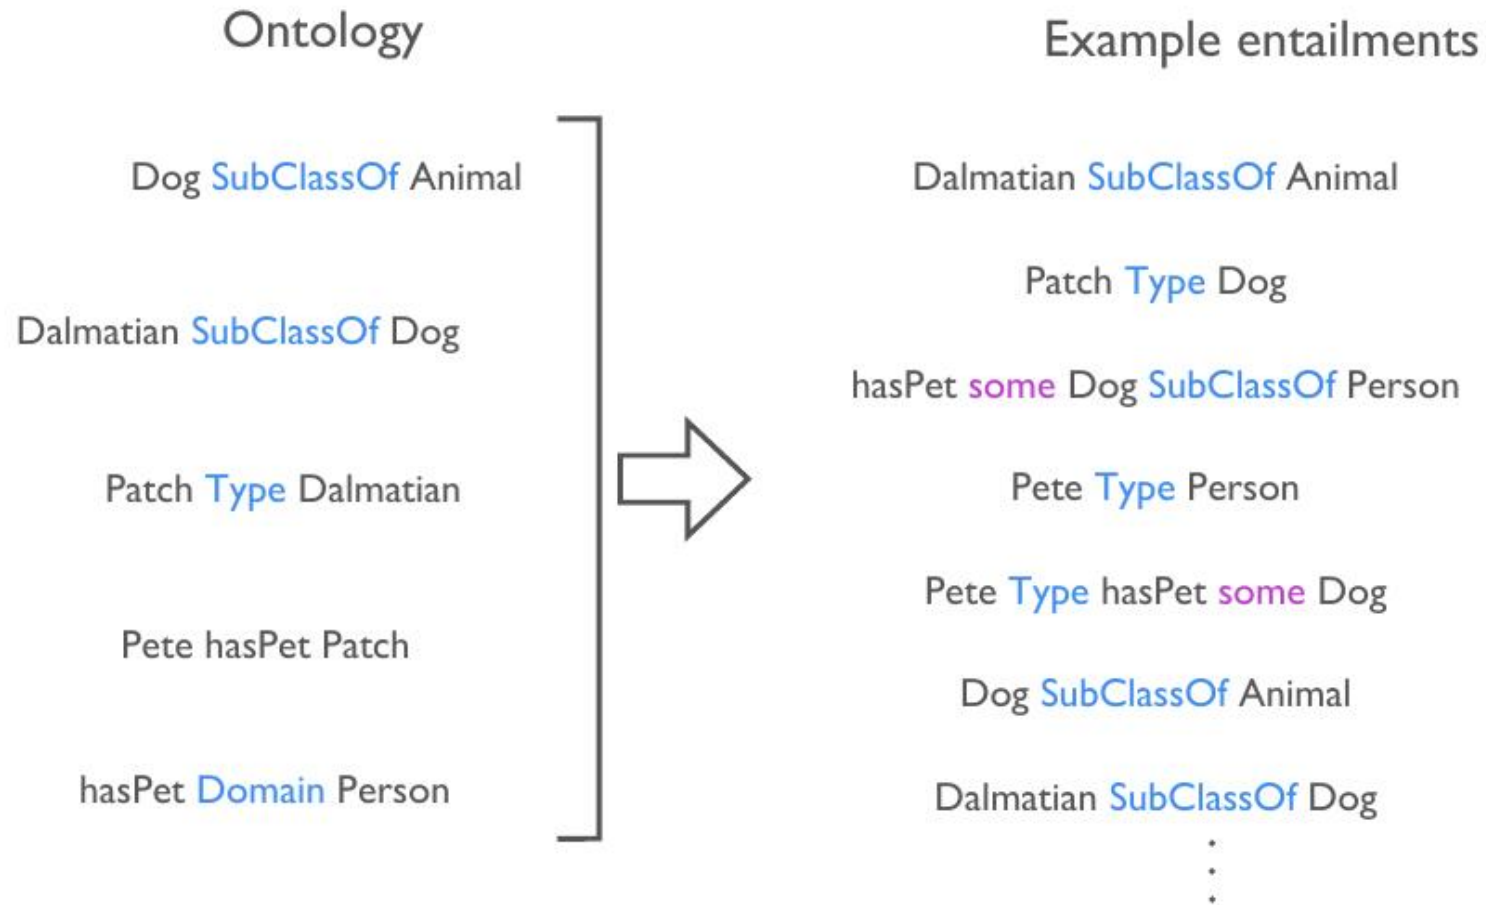 Ontology
Dog SubClassOf Animal
Dalmatian SubClassOf Dog
Patch Type Dalmatian
Pete hasPet Patch
hasPet Domain Person
Example entailments
Dalmatian SubClassOf Animal
Patch Type Dog
hasPet some Dog SubClassOf Person
Pete Type Person
Pete Type hasPet some Dog
Dog SubClassOf Animal
Dalmatian SubClassOf Dog